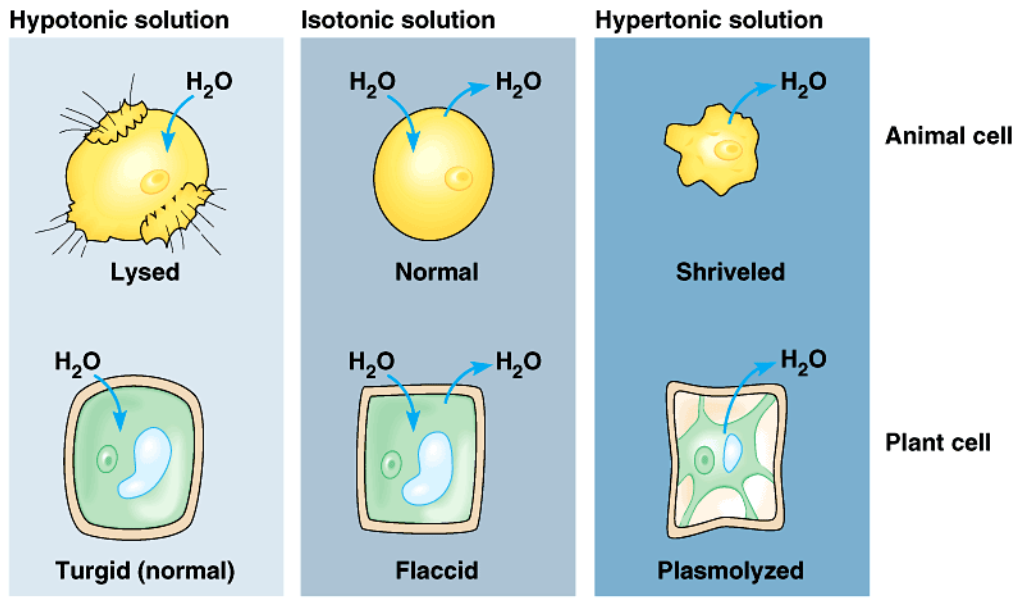 Hypotonic solution
Isotonic solution
Hypertonic solution
H₂O
H₂O
H₂O
H₂O
Animal cell
Lysed
Normal
Shriveled
H₂O
H₂O
H₂O
H₂O
Plant cell
Turgid (normal)
Flaccid
Plasmolyzed